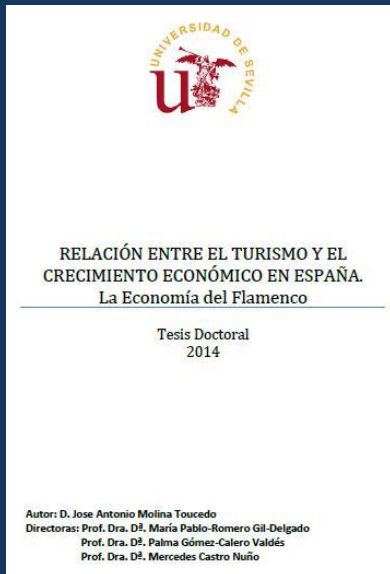 UNIVERSIDAD DE SEVILLA
RELACIÓN ENTRE EL TURISMO Y EL
CRECIMIENTO ECONÓMICO EN ESPAÑA.
La Economía del Flamenco
Tesis Doctoral
2014
Autor: D. Jose Antonio Molina Toucedo
Directoras: Prof. Dra. Dª. María Pablo-Romero Gil-Delgado
Prof. Dra. Dª. Palma Gómez-Calero Valdés
Prof. Dra. Dª. Mercedes Castro Nuño